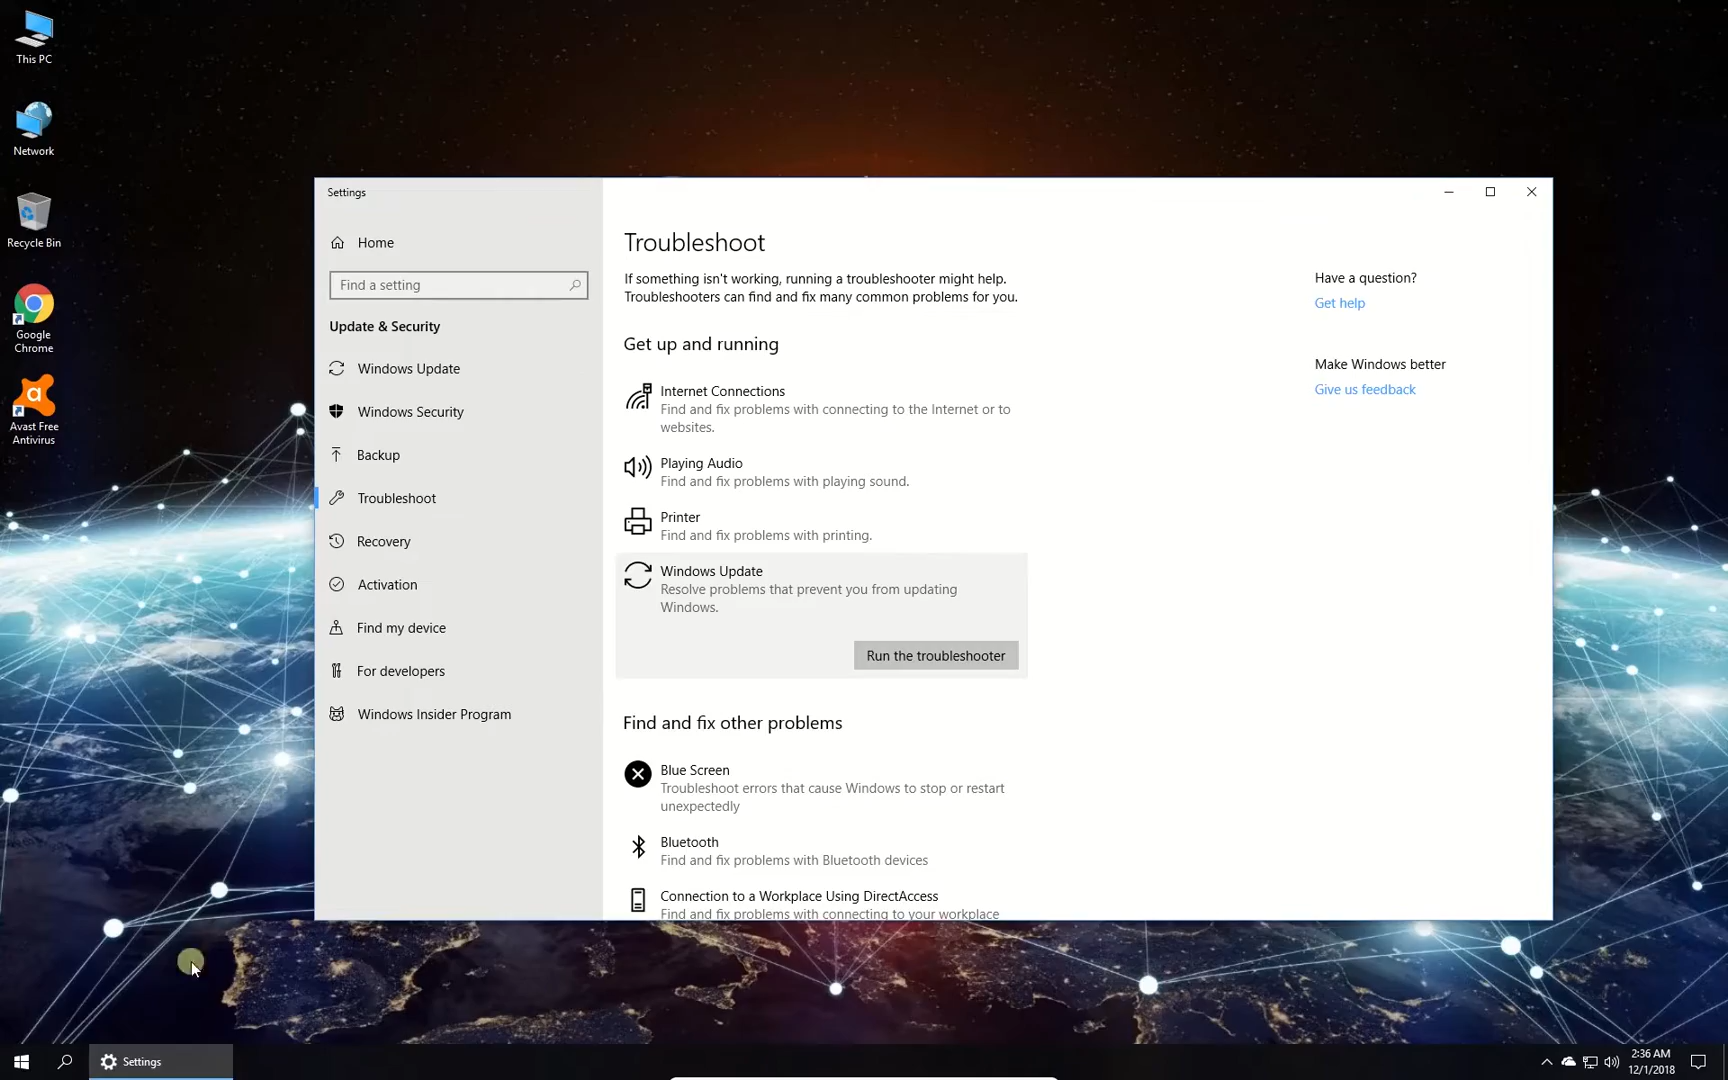 This PC
Network
Recycle Bin
Google
Chrome
Avast Free
Antivirus
Settings
Home
Find a setting
Update & Security
Windows Update
Windows Security
Backup
Troubleshoot
Recovery
Activation
Find my device
For developers
Windows Insider Program
Troubleshoot
If something isn't working, running a troubleshooter might help.
Troubleshooters can find and fix many common problems for you.
Get up and running
Internet Connections
Find and fix problems with connecting to the Internet or to
websites.
Playing Audio
Find and fix problems with playing sound.
Printer
Find and fix problems with printing.
Windows Update
Resolve problems that prevent you from updating
Windows.
Run the troubleshooter
Find and fix other problems
Blue Screen
Troubleshoot errors that cause Windows to stop or restart
unexpectedly
Bluetooth
Find and fix problems with Bluetooth devices
Connection to a Workplace Using DirectAccess
Find and fix problems with connecting to your workplace
Have a question?
Get help
Make Windows better
Give us feedback
Settings
2:36 AM
12/1/2018